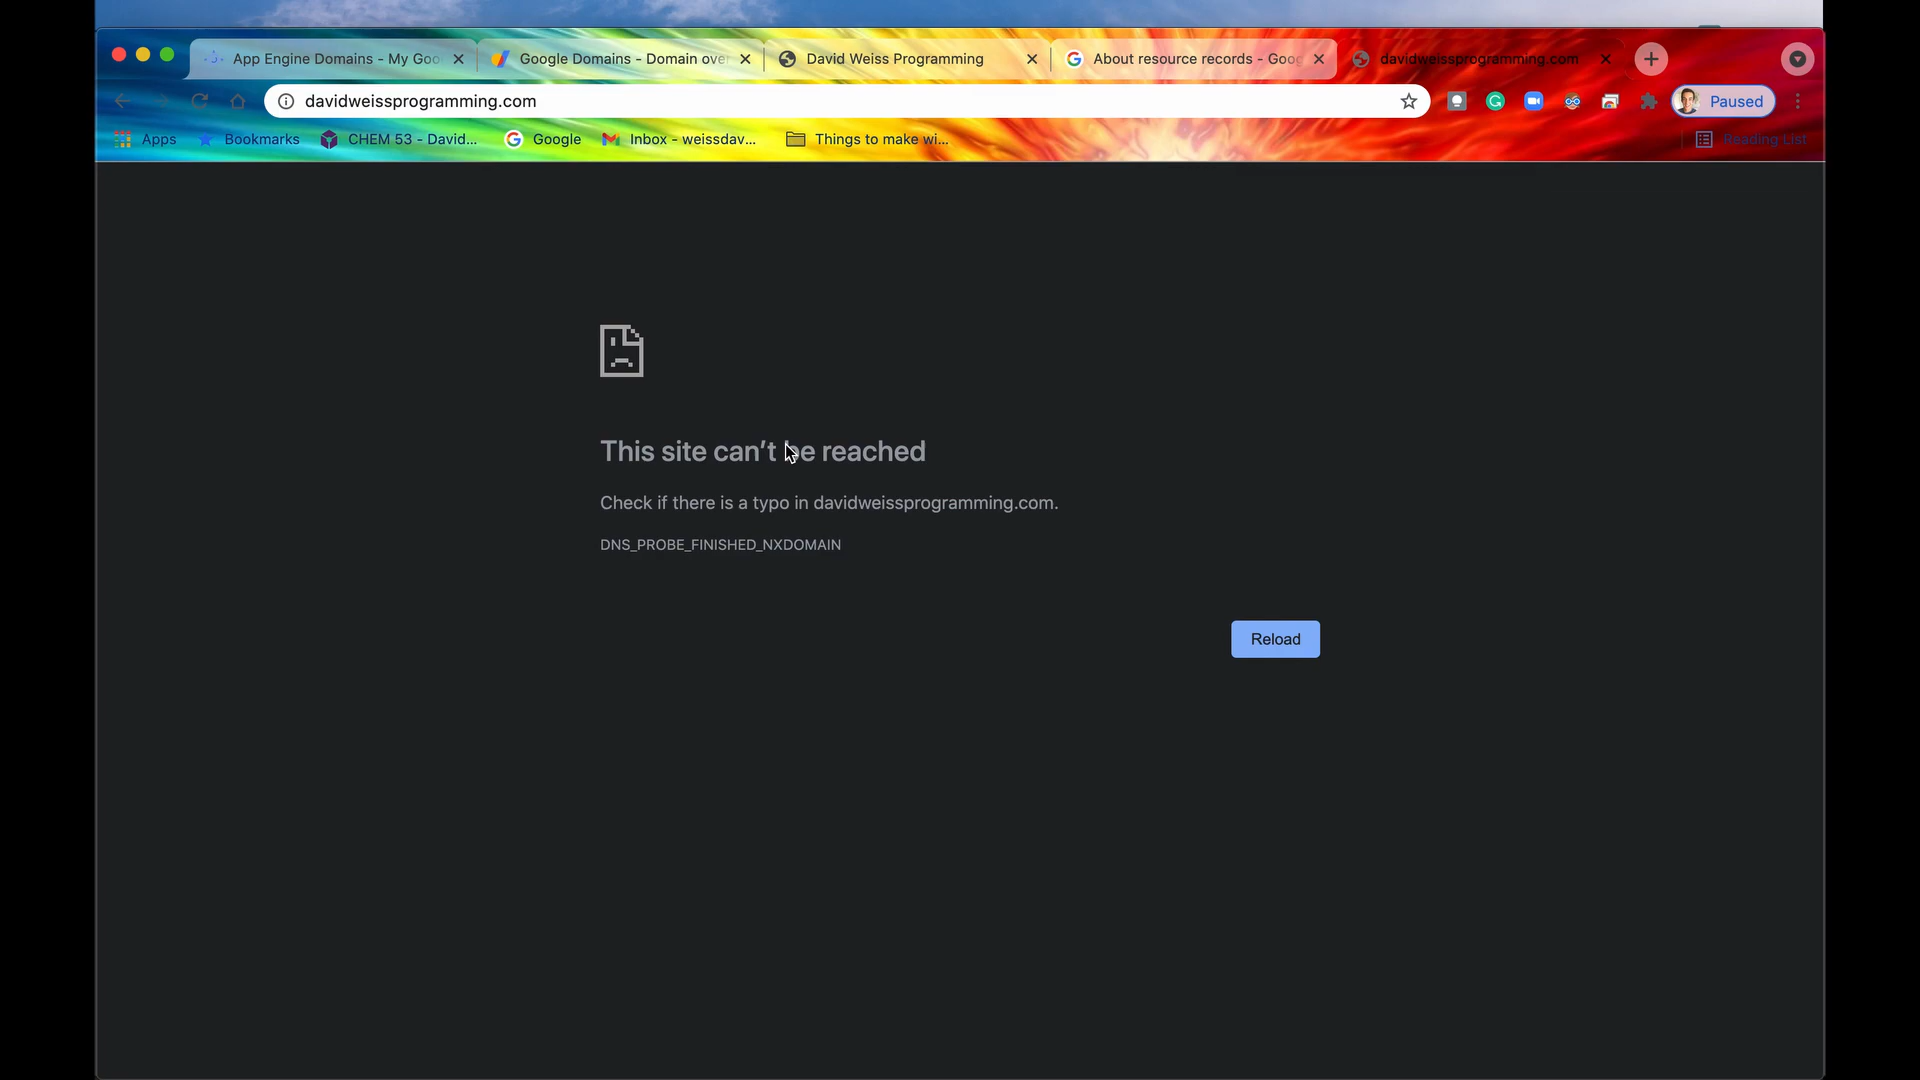 App Engine Domains - My Goo
Google Domains - Domain over
David Weiss Programming
About resource records - Goog
davidweissprogramming.com
davidweissprogramming.com
Paused
Apps
Bookmarks
CHEM 53 - David...
Google
Inbox - weissdav...
Things to make wi...
Reading List
This site can't be reached
Check if there is a typo in davidweissprogramming.com.
DNS_PROBE_FINISHED_NXDOMAIN
Reload